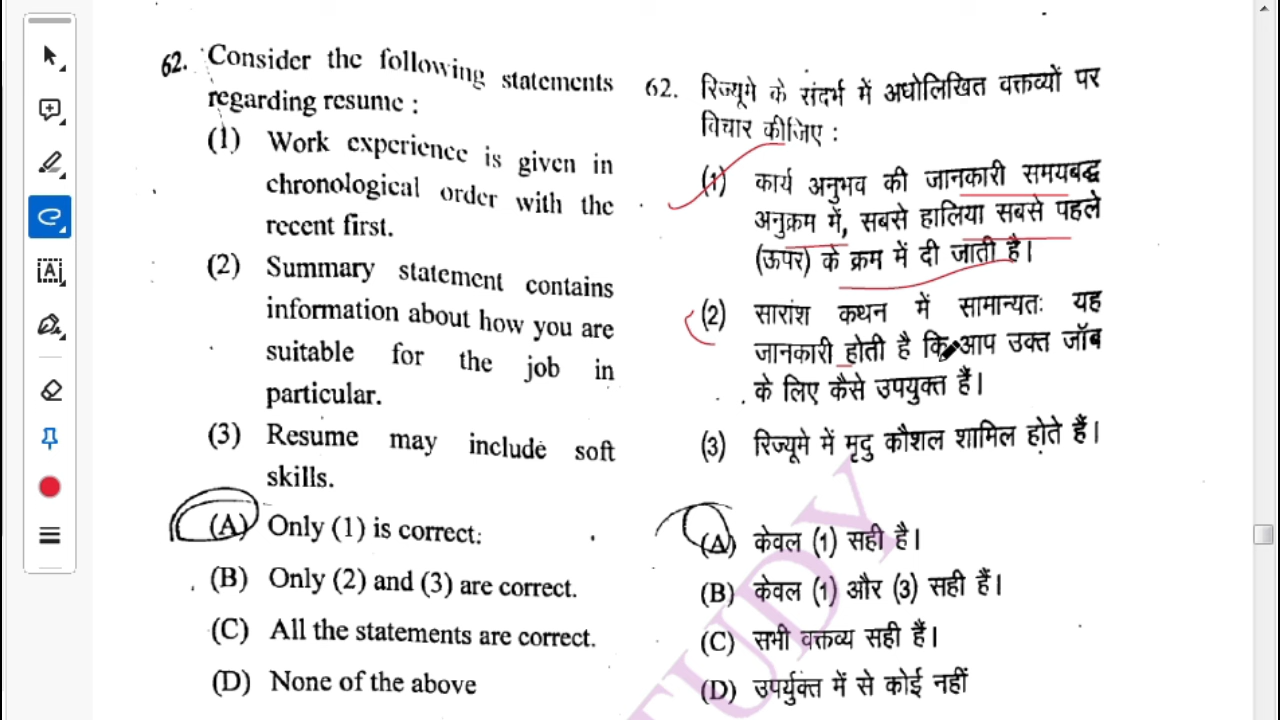 62. Consider the following statements
regarding resume :
(1) Work experience is given in
chronological order with the
recent first.
(2) Summary statement contains
information about how you are
suitable for the job in
particular.
(3) Resume may include soft
skills.
(A) Only (1) is correct.
(B) Only (2) and (3) are correct.
(C) All the statements are correct.
(D) None of the above
62. रिज्यूमे के संदर्भ में अधोलिखित वक्तव्यों पर
विचार कीजिए :
(1) कार्य अनुभव की जानकारी समयबद्ध
अनुक्रम में, सबसे हालिया सबसे पहले
(ऊपर) के क्रम में दी जाती है।
(2) सारांश कथन में सामान्यतः यह
जानकारी होती है कि आप उक्त जॉब
के लिए कैसे उपयुक्त हैं।
(3) रिज्यूमे में मृदु कौशल शामिल होते हैं।
(A) केवल (1) सही है।
(B) केवल (1) और (3) सही हैं।
(C) सभी वक्तव्य सही हैं।
(D) उपर्युक्त में से कोई नहीं
TUDY